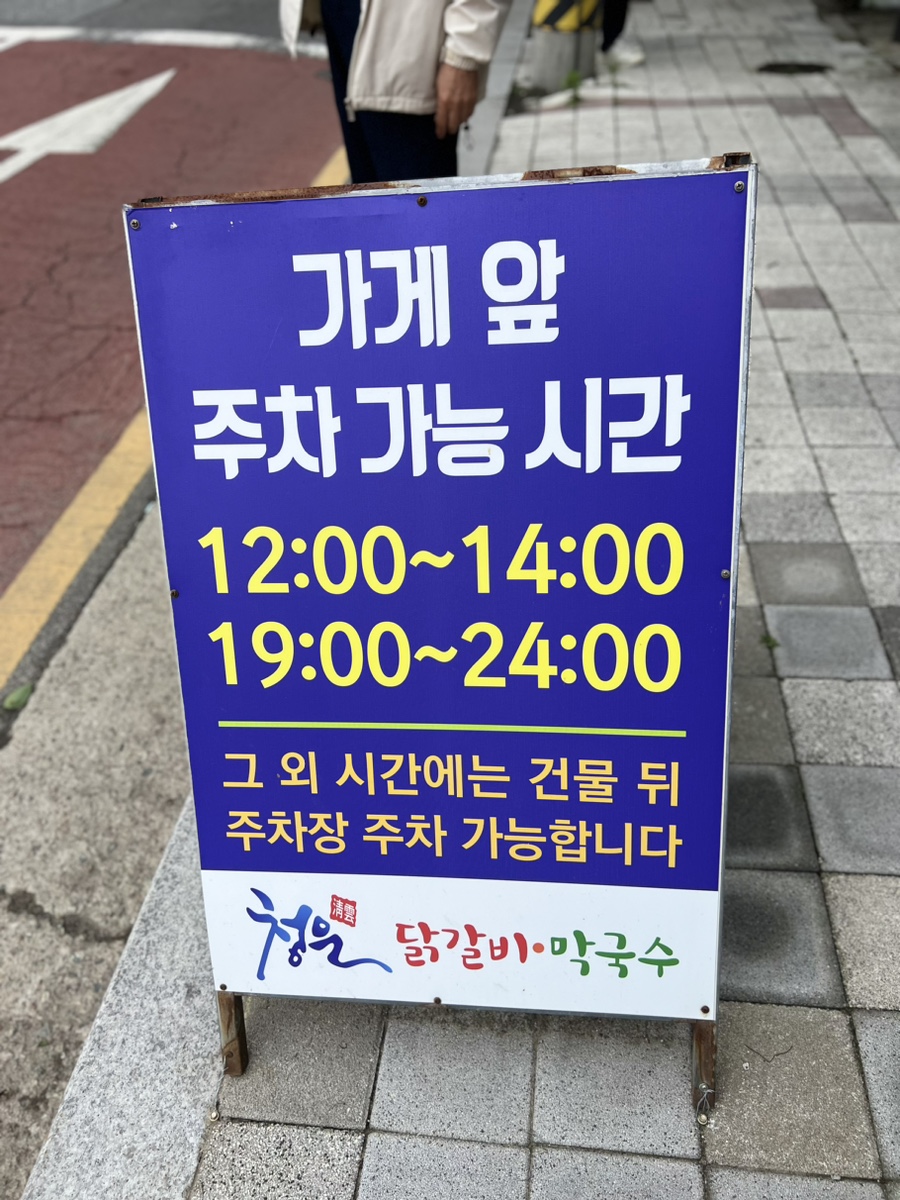 가게 앞
주차 가능 시간
12:00~14:00
19:00~24:00
그 외 시간에는 건물 뒤
주차장 주차 가능합니다
청운 淸雲 닭갈비·막국수